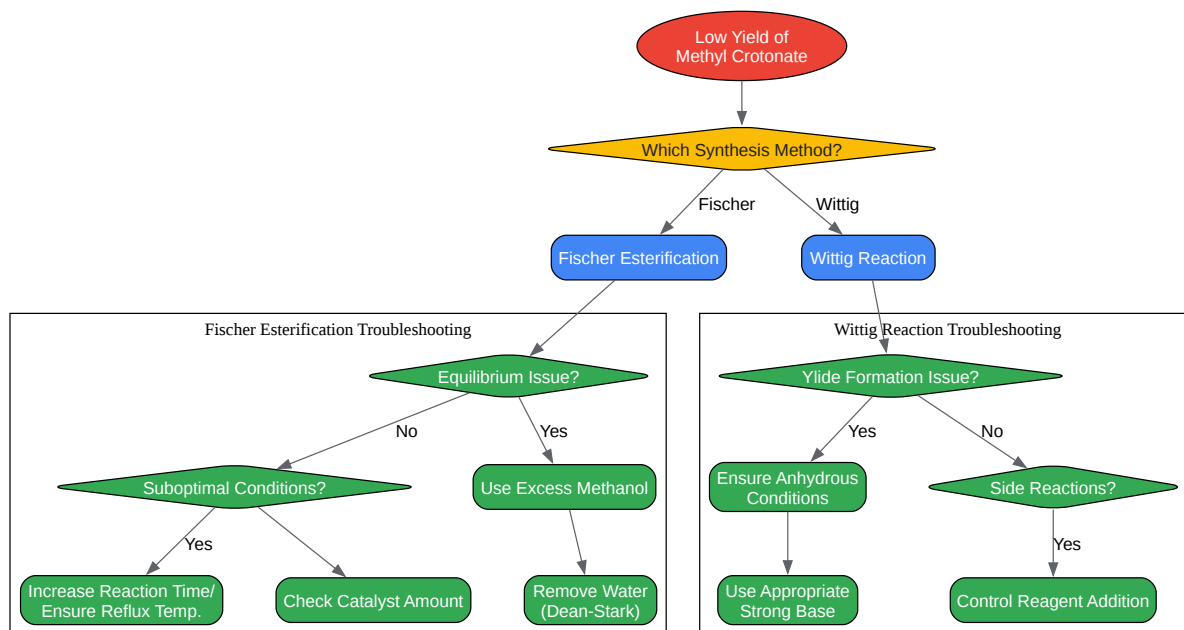 Low Yield of
Methyl Crotonate
Which Synthesis Method?
Fischer
Wittig
Fischer Esterification
Wittig Reaction
Fischer Esterification Troubleshooting
Wittig Reaction Troubleshooting
Equilibrium Issue?
Ylide Formation Issue?
No
Yes
Yes
No
Suboptimal Conditions?
Use Excess Methanol
Ensure Anhydrous
Conditions
Side Reactions?
Yes
Yes
Increase Reaction Time/
Ensure Reflux Temp.
Check Catalyst Amount
Remove Water
(Dean-Stark)
Use Appropriate
Strong Base
Control Reagent Addition